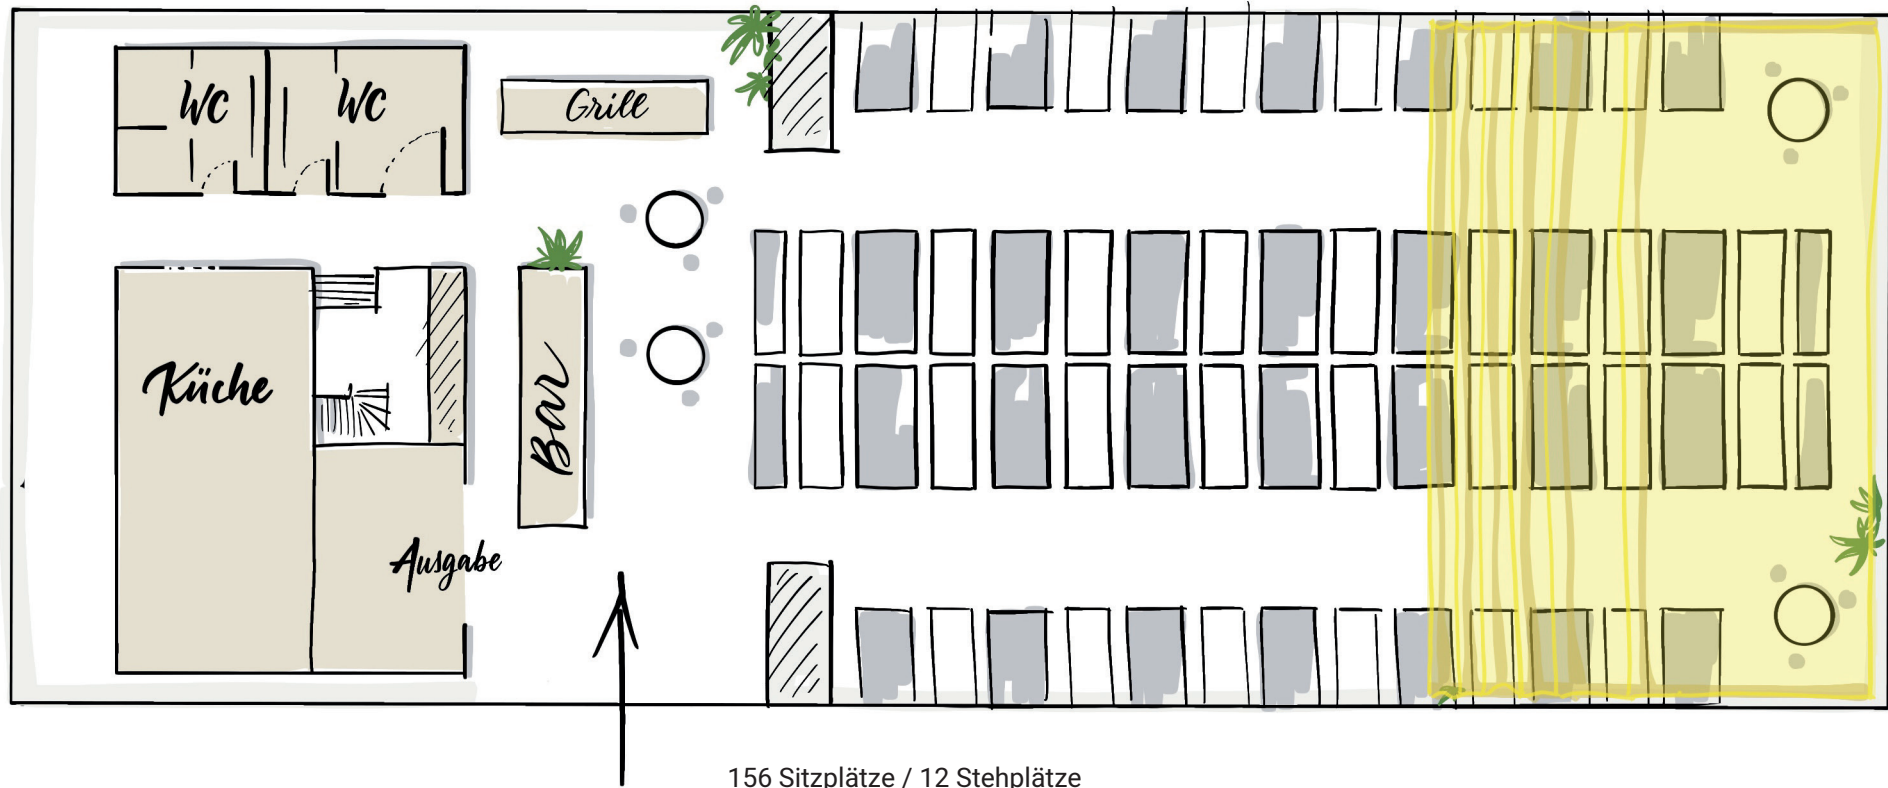 WC
WC
Grill
Küche
Bar
Ausgabe
156 Sitzplätze / 12 Stehplätze